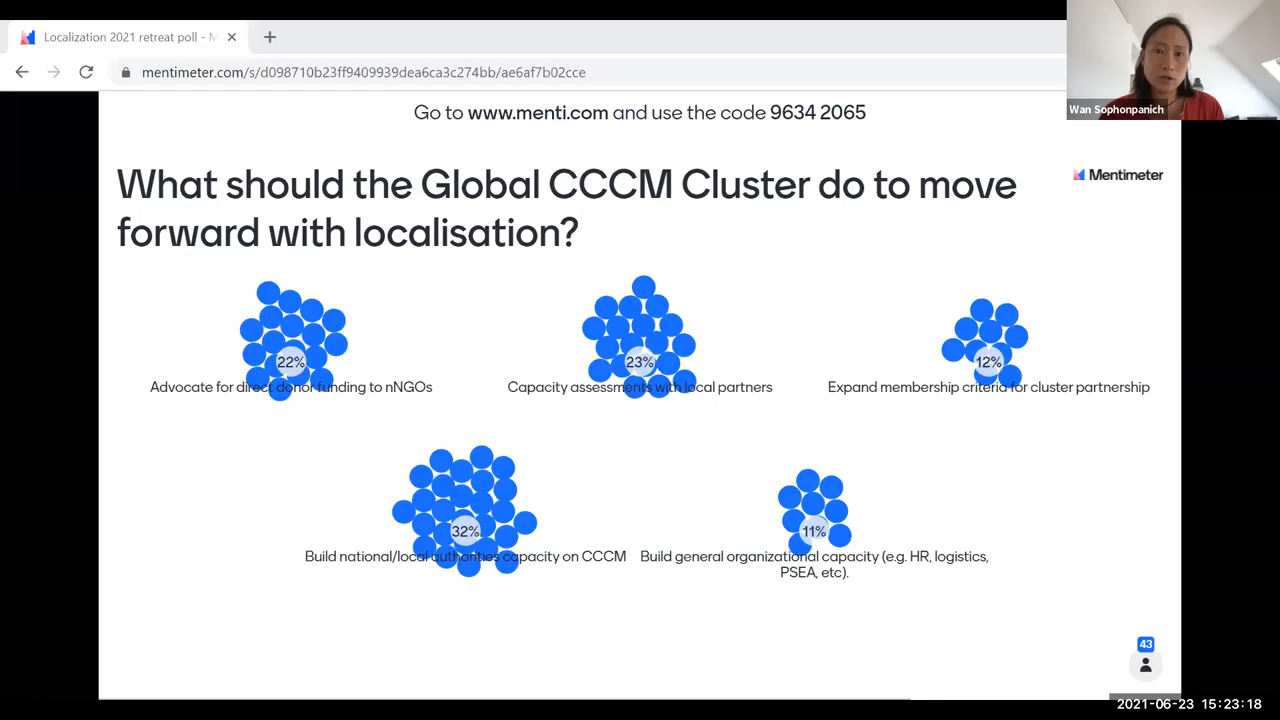 Localization 2021 retreat poll - M
mentimeter.com/s/d098710b23ff9409939dea6ca3c274bb/ae6af7b02cce
Wan Sophonpanich
Go to www.menti.com and use the code 9634 2065
What should the Global CCCM Cluster do to move
forward with localisation?
Mentimeter
22%
23%
12%
Advocate for direct donor funding to nNGOs
Capacity assessments with local partners
Expand membership criteria for cluster partnership
32%
11%
Build national/local authorities capacity on CCCM
Build general organizational capacity (e.g. HR, logistics,
PSEA, etc).
43
2021-06-23 15:23:18